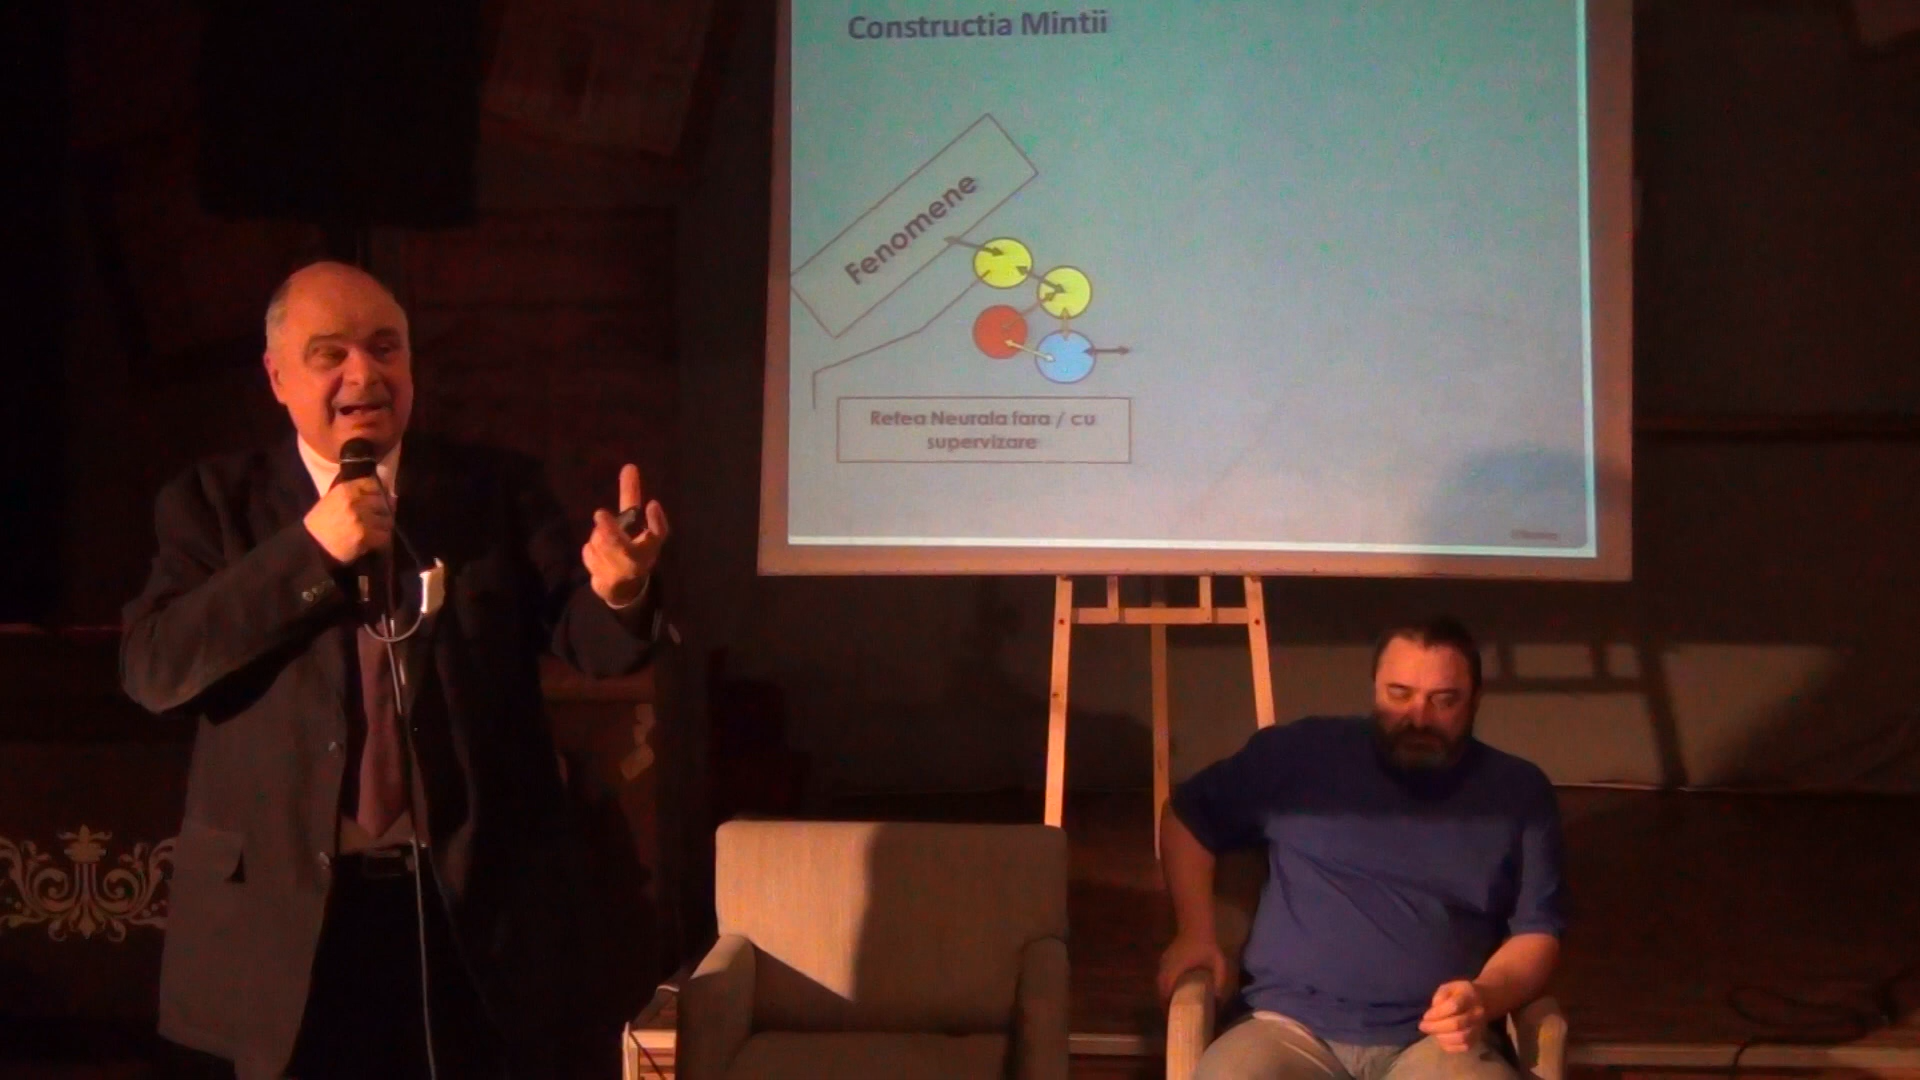 Constructia Mintii
Fenomene
Retea Neurala fara / cu
supervizare